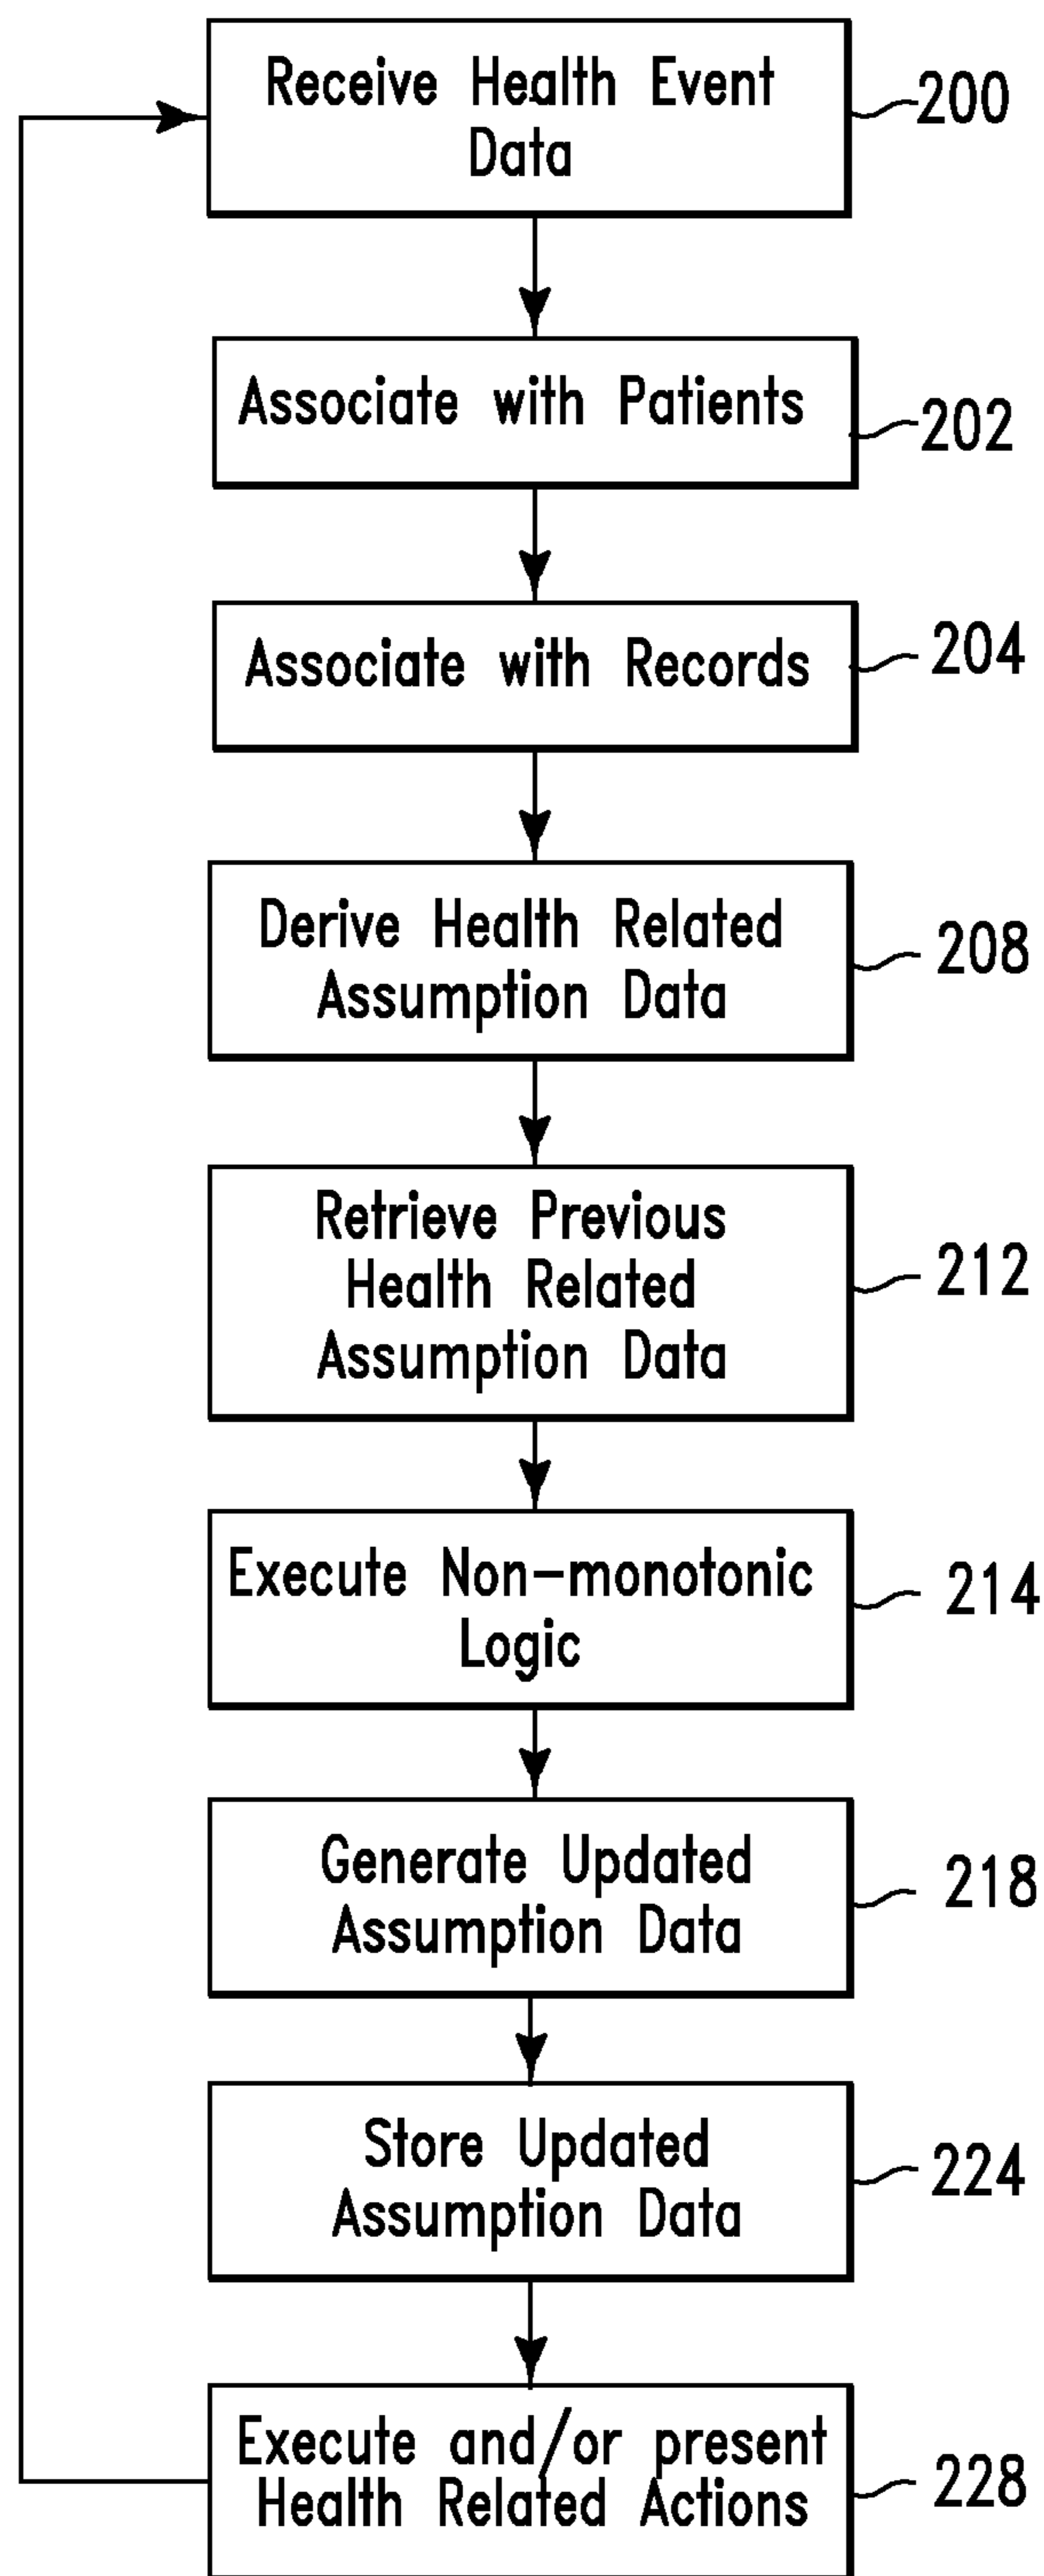 Receive Health Event
Data
200
Associate with Patients
202
Associate with Records
204
Derive Health Related
Assumption Data
208
Retrieve Previous
Health Related
Assumption Data
212
Execute Non-monotonic
Logic
214
Generate Updated
Assumption Data
218
Store Updated
Assumption Data
224
Execute and/or present
Health Related Actions
228